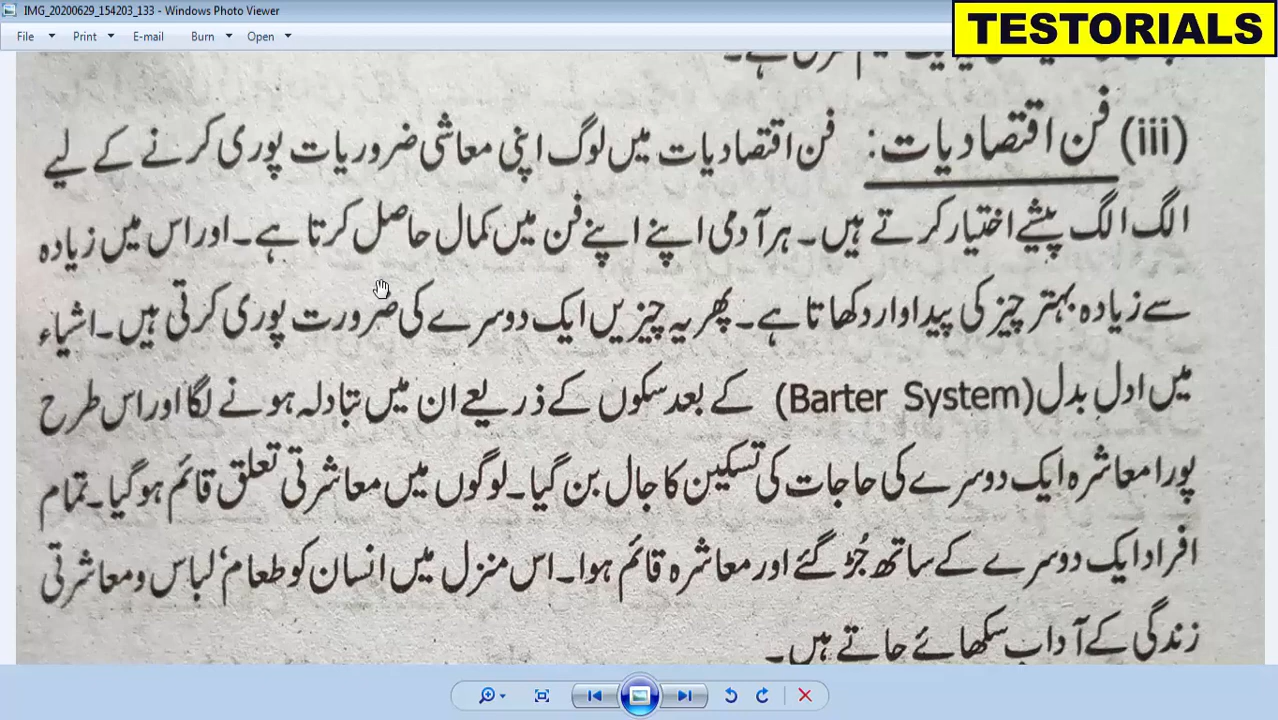 IMG_20200629_154203_133 - Windows Photo Viewer
TESTORIALS
File Print E-mail Burn Open
(iii) فن اقتصادیات: فن اقتصادیات میں لوگ اپنی معاشی ضروریات پوری کرنے کے لیے
الگ الگ پیشے اختیار کرتے ہیں۔ ہر آدمی اپنے اپنے فن میں کمال حاصل کرتا ہے۔ اور اس میں زیادہ
سے زیادہ بہتر چیز کی پیداوار دکھاتا ہے۔ پھر یہ چیزیں ایک دوسرے کی ضرورت پوری کرتی ہیں۔ اشیاء
میں ادل بدل (Barter System) کے بعد سکوں کے ذریعے ان میں تبادلہ ہونے لگا اور اس طرح
پورا معاشرہ ایک دوسرے کی حاجات کی تسکین کا جال بن گیا۔ لوگوں میں معاشرتی تعلق قائم ہوگیا۔ تمام
افراد ایک دوسرے کے ساتھ جُڑ گئے اور معاشرہ قائم ہوا۔ اس منزل میں انسان کو طعام‘ لباس و معاشرتی
زندگی کے آداب سکھائے جاتے ہیں۔